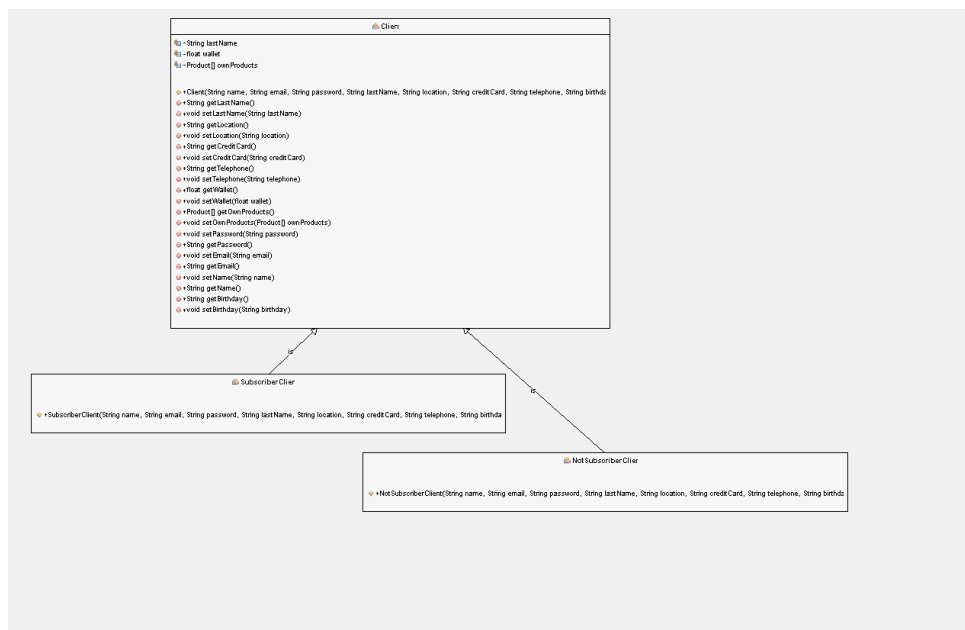 Clien
-String lastName
-float wallet
-Product[] ownProducts
+Client(String name, String email, String password, String lastName, String location, String creditCard, String telephone, String birthda
+String getLastName()
+void setLastName(String lastName)
+String getLocation()
+void setLocation(String location)
+String getCreditCard()
+void setCreditCard(String creditCard)
+String getTelephone()
+void setTelephone(String telephone)
+float getWallet()
+void setWallet(float wallet)
+Product[] getOwnProducts()
+void setOwnProducts(Product[] ownProducts)
+void setPassword(String password)
+String getPassword()
+void setEmail(String email)
+String getEmail()
+void setName(String name)
+String getName()
+String getBirthday()
+void setBirthday(String birthday)
is
SubscriberClier
is
+SubscriberClient(String name, String email, String password, String lastName, String location, String creditCard, String telephone, String birthda
NotSubscriberClier
+NotSubscriberClient(String name, String email, String password, String lastName, String location, String creditCard, String telephone, String birthda